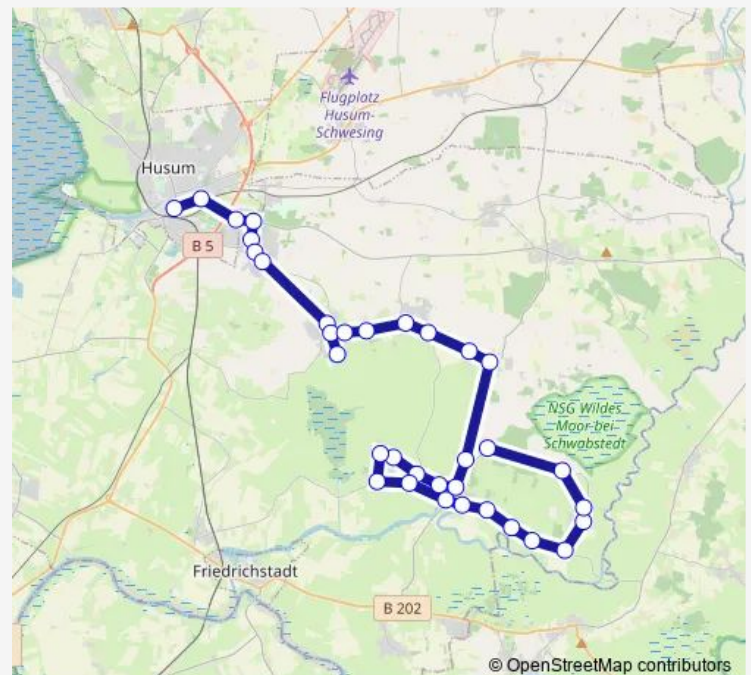 Flugplatz
Husum-
Schwesing
Husum
B 5
NSG Wildes
Moor bei
Schwabstedt
Friedrichstadt
B 202
© OpenStreetMap contributors